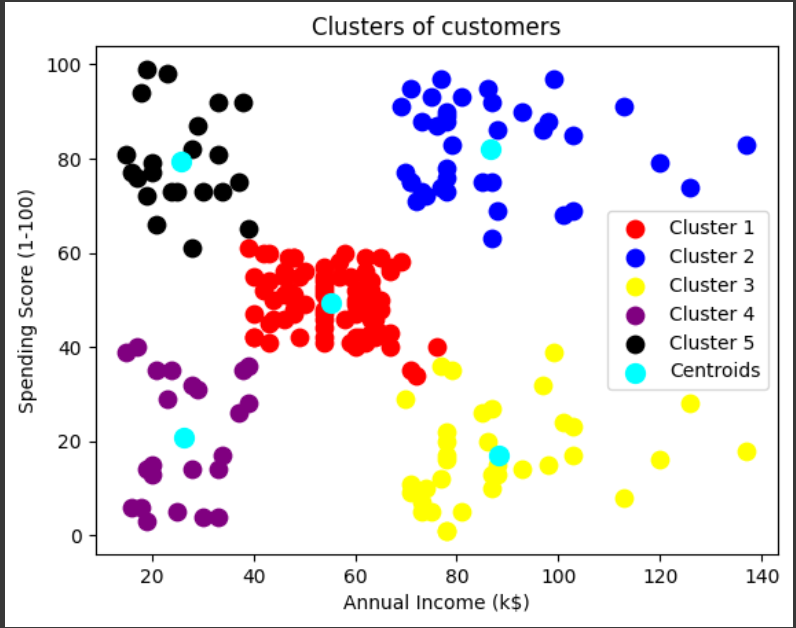 Clusters of customers
100
80
60
40
20
0
Spending Score (1-100)
Cluster 1
Cluster 2
Cluster 3
Cluster 4
Cluster 5
Centroids
20 40 60 80 100 120 140
Annual Income (k$)